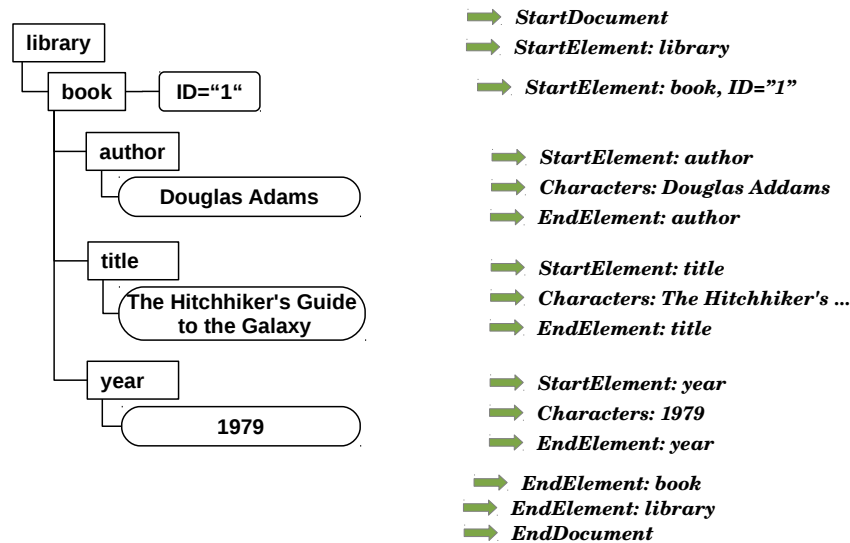 library
book
ID=“1“
author
Douglas Adams
title
The Hitchhiker's Guide
to the Galaxy
year
1979
StartDocument
StartElement: library
StartElement: book, ID=”1”
StartElement: author
Characters: Douglas Addams
EndElement: author
StartElement: title
Characters: The Hitchhiker's ...
EndElement: title
StartElement: year
Characters: 1979
EndElement: year
EndElement: book
EndElement: library
EndDocument